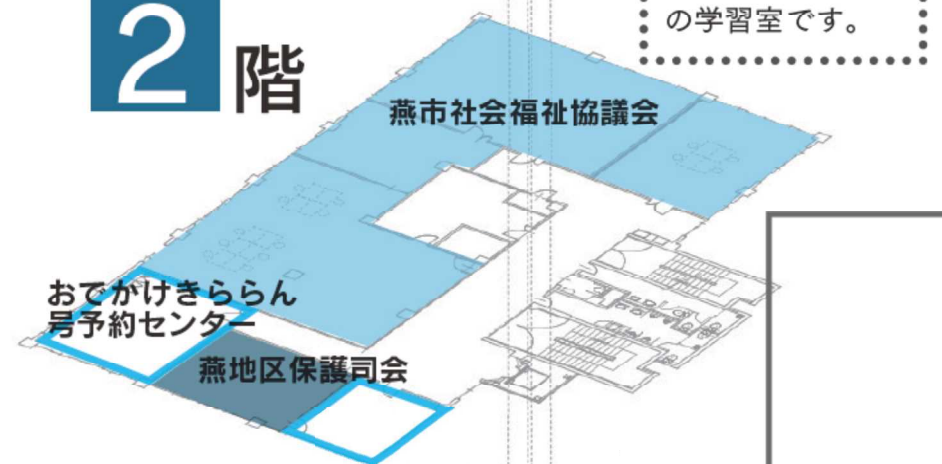 の学習室です。
2階
燕市社会福祉協議会
おでかけきららん
号予約センター
燕地区保護司会